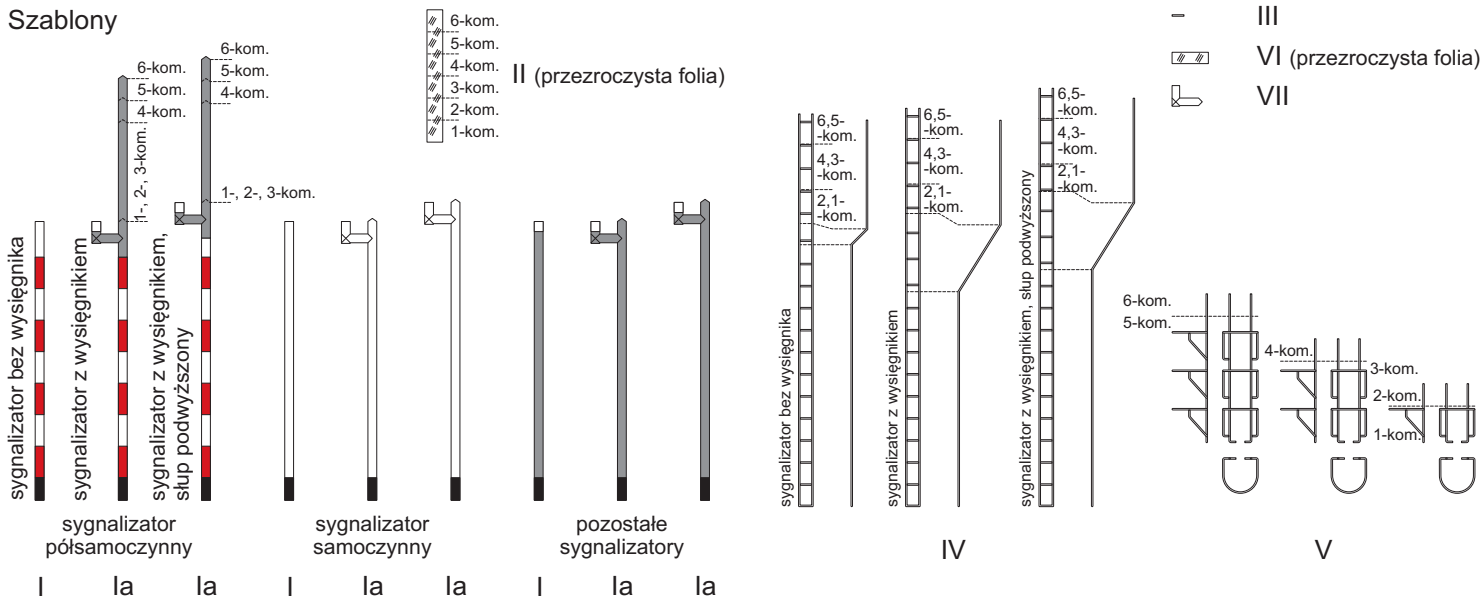 Szablony
6-kom.
5-kom.
4-kom.
1-, 2-, 3-kom.
6-kom.
5-kom.
4-kom.
1-, 2-, 3-kom.
sygnalizator bez wysięgnika
sygnalizator z wysięgnikiem
sygnalizator z wysięgnikiem,
słup podwyższony
6-kom.
5-kom.
4-kom.
3-kom.
2-kom.
1-kom.
II (przezroczysta folia)
sygnalizator
półsamoczynny
sygnalizator
samoczynny
pozostałe
sygnalizatory
I
Ia
Ia
I
Ia
Ia
I
Ia
Ia
sygnalizator bez wysięgnika
6,5-
-kom.
4,3-
-kom.
2,1-
-kom.
sygnalizator z wysięgnikiem
6,5-
-kom.
4,3-
-kom.
2,1-
-kom.
sygnalizator z wysięgnikiem, słup podwyższony
6,5-
-kom.
4,3-
-kom.
2,1-
-kom.
IV
III
VI (przezroczysta folia)
VII
6-kom.
5-kom.
4-kom.
3-kom.
2-kom.
1-kom.
V